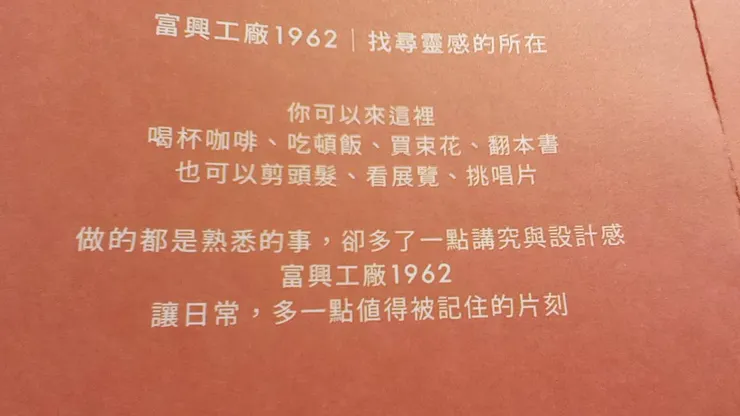 富興工廠1962｜找尋靈感的所在
你可以來這裡
喝杯咖啡、吃頓飯、買束花、翻本書
也可以剪頭髮、看展覽、挑唱片
做的都是熟悉的事，卻多了一點講究與設計感
富興工廠1962
讓日常，多一點值得被記住的片刻